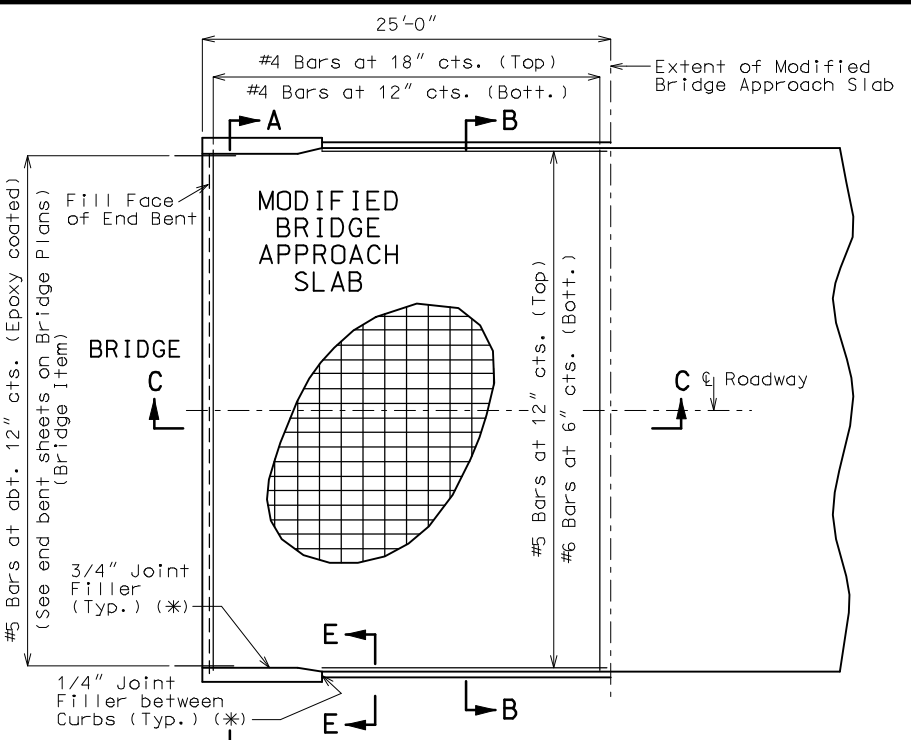 25'-0"
#4 Bars at 18" cts. (Top)
#4 Bars at 12" cts. (Bott.)
Extent of Modified
Bridge Approach Slab
A
B
Fill Face
of End Bent
MODIFIED
BRIDGE
APPROACH
SLAB
#5 Bars at abt. 12" cts. (Epoxy coated)
(See end bent sheets on Bridge Plans)
(Bridge Item)
BRIDGE
C
#5 Bars at 12" cts. (Top)
#6 Bars at 6" cts. (Bott.)
C
℄ Roadway
3/4" Joint
Filler
(Typ.) (*)
E
1/4" Joint
Filler between
Curbs (Typ.) (*)
E
B